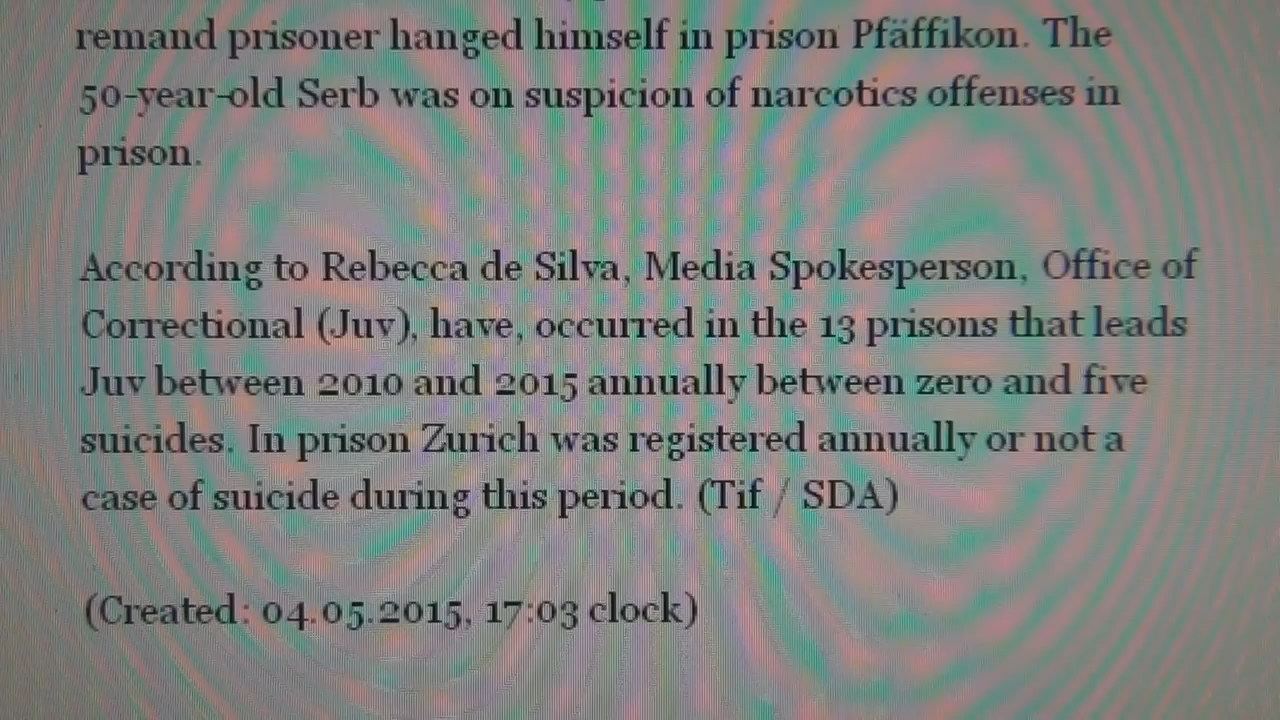 remand prisoner hanged himself in prison Pfäffikon. The
50-year-old Serb was on suspicion of narcotics offenses in
prison.
According to Rebecca de Silva, Media Spokesperson, Office of
Correctional (Juv), have, occurred in the 13 prisons that leads
Juv between 2010 and 2015 annually between zero and five
suicides. In prison Zurich was registered annually or not a
case of suicide during this period. (Tif / SDA)
(Created: 04.05.2015, 17:03 clock)